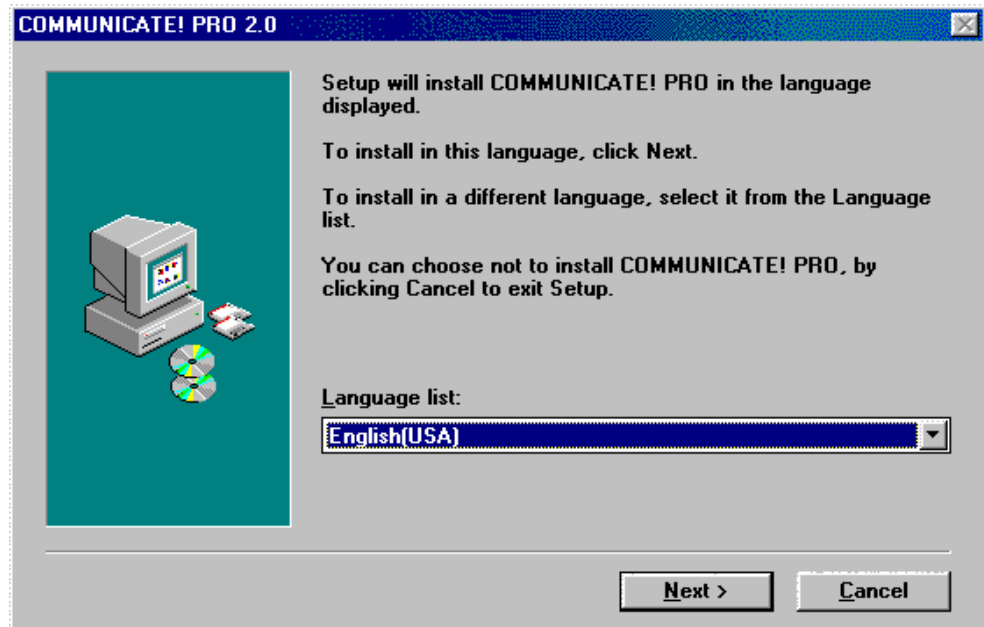 COMMUNICATE! PRO 2.0
Setup will install COMMUNICATE! PRO in the language
displayed.
To install in this language, click Next.
To install in a different language, select it from the Language
list.
You can choose not to install COMMUNICATE! PRO, by
clicking Cancel to exit Setup.
Language list:
English(USA)
Next >
Cancel